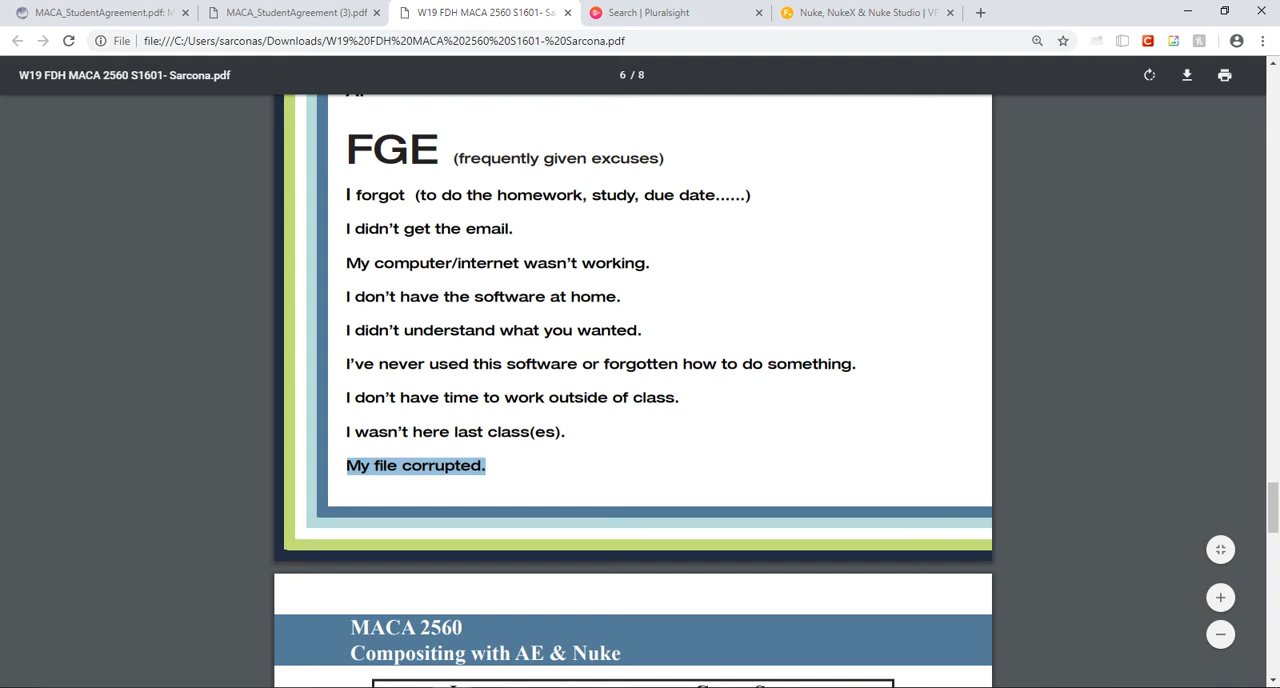 MACA_StudentAgreement.pdf: M
MACA_StudentAgreement (3).pdf
W19 FDH MACA 2560 S1601- Sa
Search | Pluralsight
Nuke, NukeX & Nuke Studio | VF
File
file:///C:/Users/sarconas/Downloads/W19%20FDH%20MACA%202560%20S1601-%20Sarcona.pdf
W19 FDH MACA 2560 S1601- Sarcona.pdf
6 / 8
FGE (frequently given excuses)
I forgot (to do the homework, study, due date......)
I didn't get the email.
My computer/internet wasn't working.
I don't have the software at home.
I didn't understand what you wanted.
I've never used this software or forgotten how to do something.
I don't have time to work outside of class.
I wasn't here last class(es).
My file corrupted.
MACA 2560
Compositing with AE & Nuke